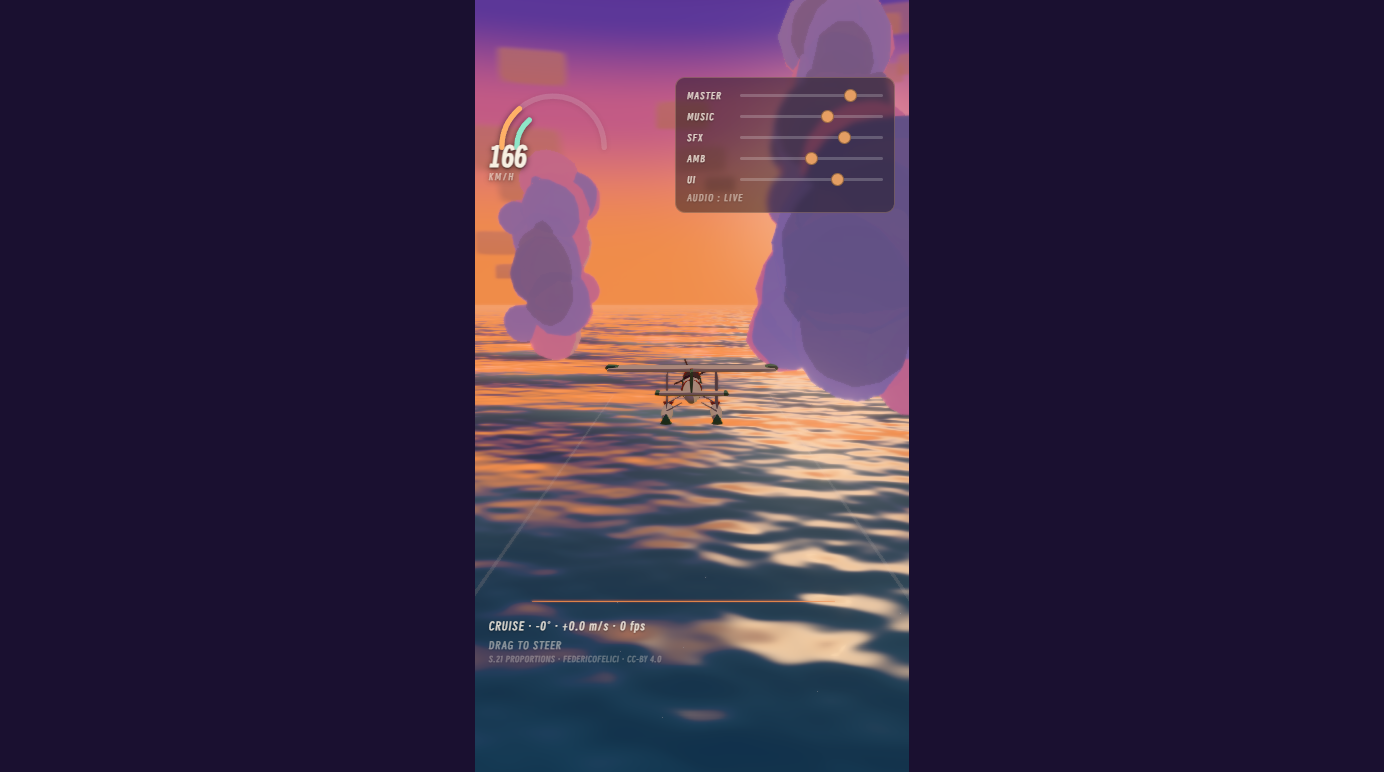 166
KM/H
MASTER
MUSIC
SFX
AMB
UI
AUDIO : LIVE
CRUISE · -0° · +0.0 m/s · 0 fps
DRAG TO STEER
S.21 PROPORTIONS · FEDERICOFELICI · CC-BY 4.0